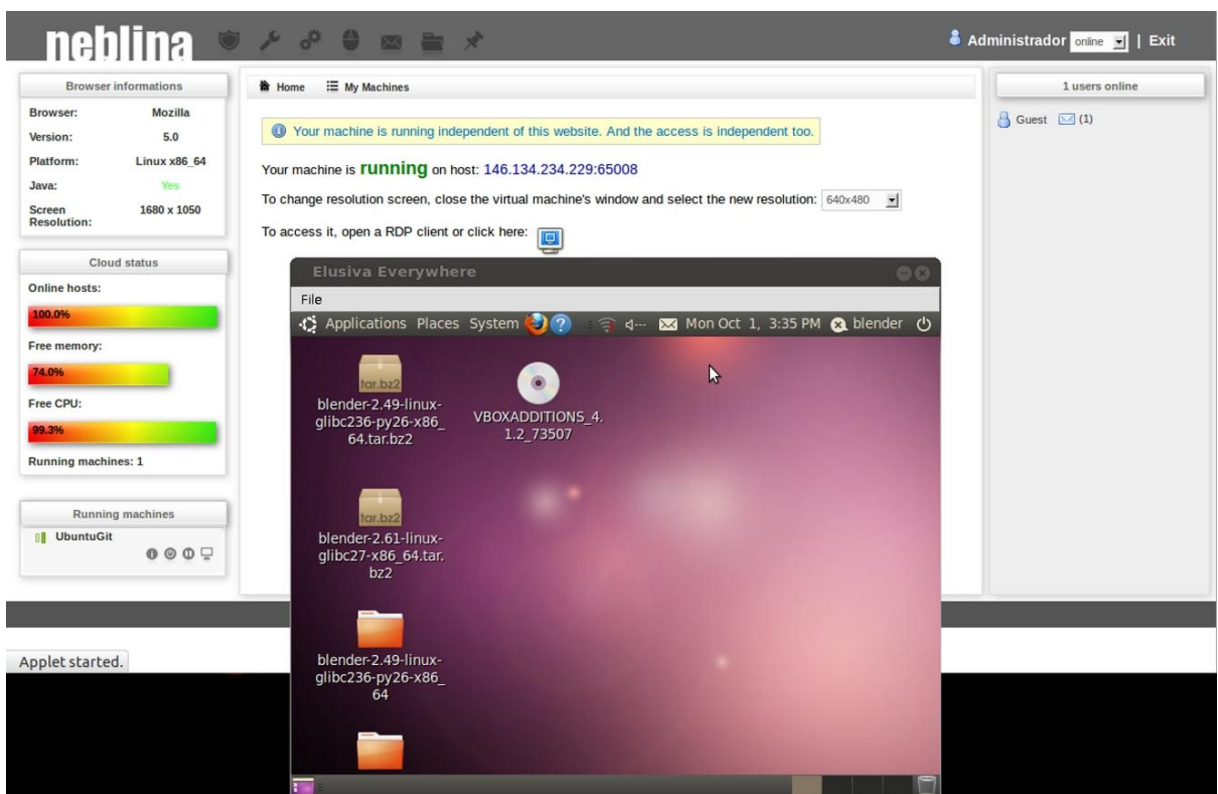 neblina
Administrador online | Exit
Browser informations
Browser: Mozilla
Version: 5.0
Platform: Linux x86_64
Java: Yes
Screen Resolution: 1680 x 1050
Cloud status
Online hosts:
100.0%
Free memory:
74.0%
Free CPU:
99.3%
Running machines: 1
Running machines
UbuntuGit
Home My Machines
Your machine is running independent of this website. And the access is independent too.
Your machine is running on host: 146.134.234.229:65008
To change resolution screen, close the virtual machine's window and select the new resolution: 640x480
To access it, open a RDP client or click here:
1 users online
Guest (1)
Elusiva Everywhere
File
Applications Places System ? Mon Oct 1, 3:35 PM blender
tar.bz2
blender-2.49-linux-
glibc236-py26-x86_
64.tar.bz2
VBOXADDITIONS_4.
1.2_73507
tar.bz2
blender-2.61-linux-
glibc27-x86_64.tar.
bz2
blender-2.49-linux-
glibc236-py26-x86_
64
Applet started.